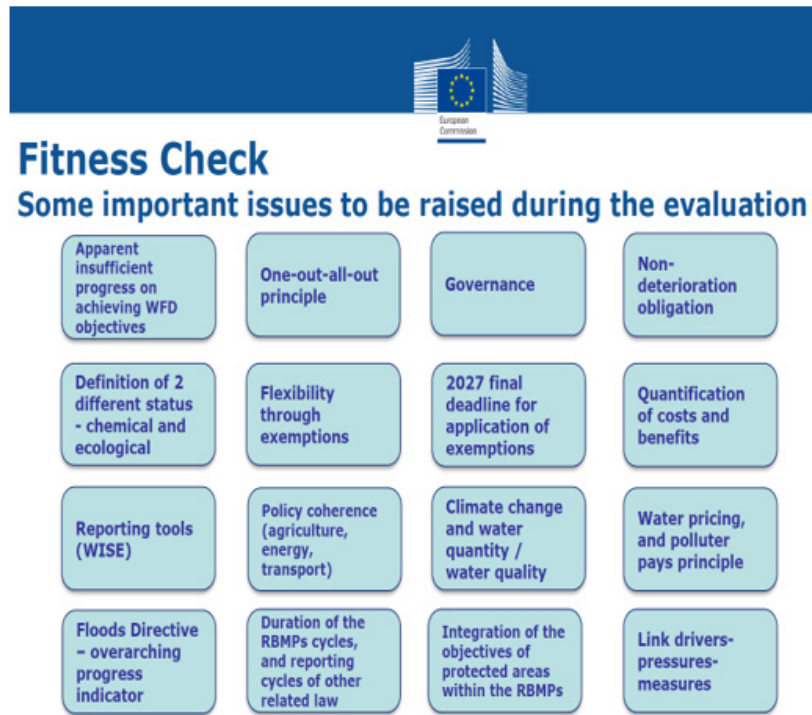 European
Commission
Fitness Check
Some important issues to be raised during the evaluation
Apparent
insufficient
progress on
achieving WFD
objectives
One-out-all-out
principle
Governance
Non-
deterioration
obligation
Definition of 2
different status
- chemical and
ecological
Flexibility
through
exemptions
2027 final
deadline for
application of
exemptions
Quantification
of costs and
benefits
Reporting tools
(WISE)
Policy coherence
(agriculture,
energy,
transport)
Climate change
and water
quantity /
water quality
Water pricing,
and polluter
pays principle
Floods Directive
– overarching
progress
indicator
Duration of the
RBMPs cycles,
and reporting
cycles of other
related law
Integration of the
objectives of
protected areas
within the RBMPs
Link drivers-
pressures-
measures